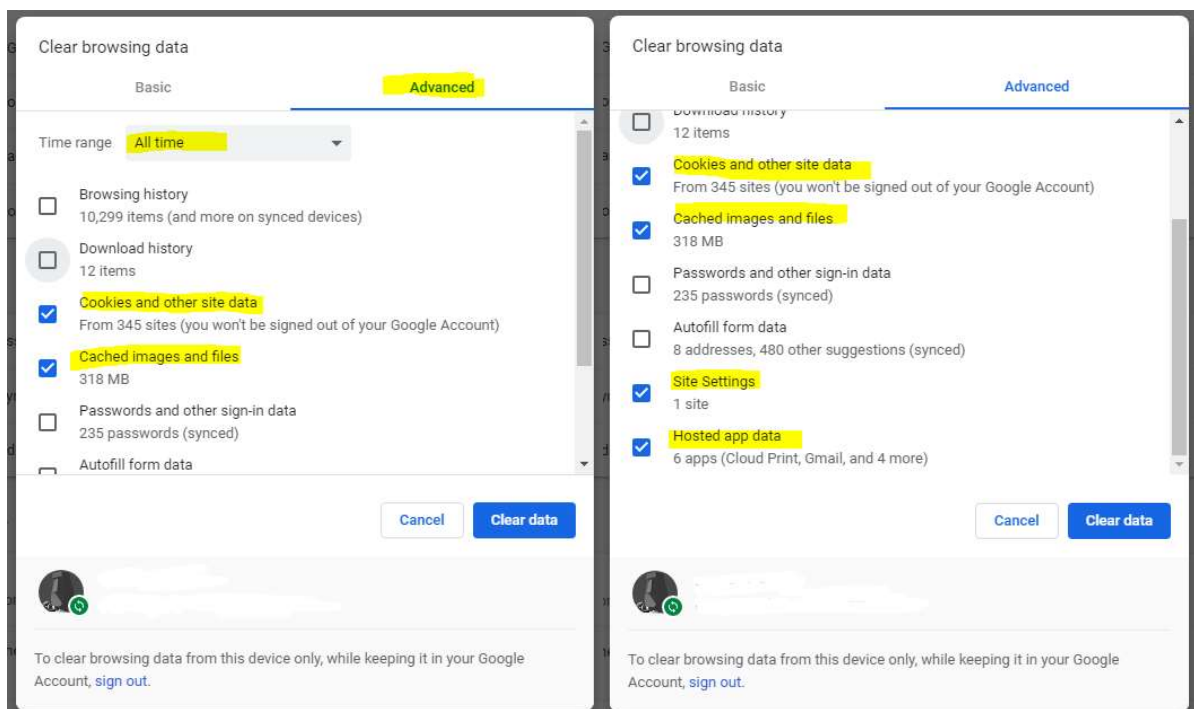 Clear browsing data
Basic
Advanced
Time range
All time
Browsing history
10,299 items (and more on synced devices)
Download history
12 items
Cookies and other site data
From 345 sites (you won't be signed out of your Google Account)
Cached images and files
318 MB
Passwords and other sign-in data
235 passwords (synced)
Autofill form data
Cancel
Clear data
To clear browsing data from this device only, while keeping it in your Google
Account, sign out.
Clear browsing data
Basic
Advanced
Download history
12 items
Cookies and other site data
From 345 sites (you won't be signed out of your Google Account)
Cached images and files
318 MB
Passwords and other sign-in data
235 passwords (synced)
Autofill form data
8 addresses, 480 other suggestions (synced)
Site Settings
1 site
Hosted app data
6 apps (Cloud Print, Gmail, and 4 more)
Cancel
Clear data
To clear browsing data from this device only, while keeping it in your Google
Account, sign out.